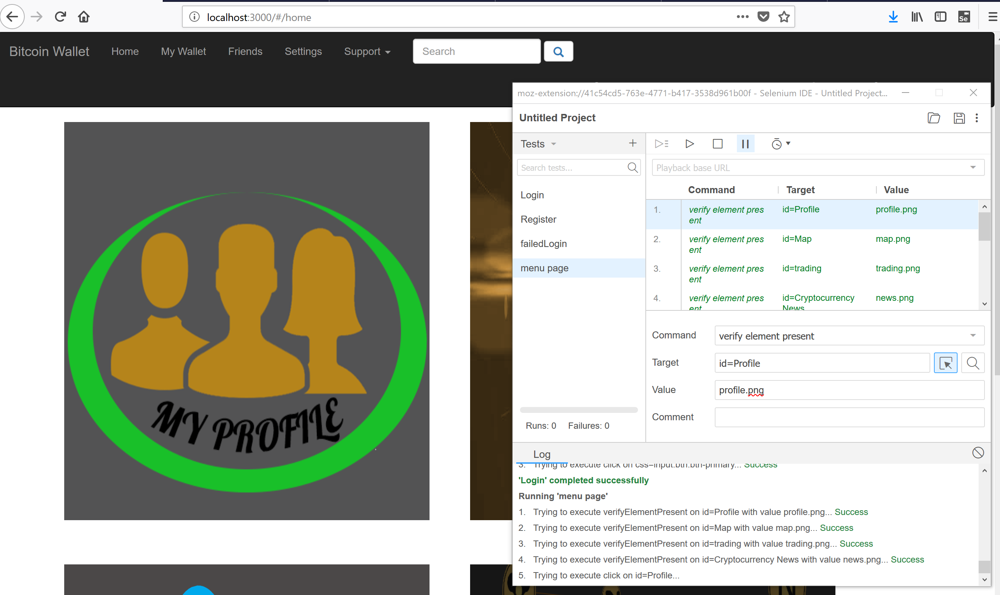 localhost:3000/#/home
Se
Bitcoin Wallet Home My Wallet Friends Settings Support Search
moz-extension://41c54cd5-763e-4771-b417-3538d961b00f - Selenium IDE - Untitled Project...
Untitled Project
Tests
Search tests...
Playback base URL
Command Target Value
Login
Register
failedLogin
menu page
1. verify element pres
ent
id=Profile profile.png
2. verify element pres
ent
id=Map map.png
3. verify element pres
ent
id=trading trading.png
4. verify element pres
ent
id=Cryptocurrency
News
news.png
Command verify element present
Target id=Profile
Value profile.png
Comment
Runs: 0 Failures: 0
MY PROFILE
Log
3. Trying to execute click on css=input.btn.btn-primary... Success
'Login' completed successfully
Running 'menu page'
1. Trying to execute verifyElementPresent on id=Profile with value profile.png... Success
2. Trying to execute verifyElementPresent on id=Map with value map.png... Success
3. Trying to execute verifyElementPresent on id=trading with value trading.png... Success
4. Trying to execute verifyElementPresent on id=Cryptocurrency News with value news.png... Success
5. Trying to execute click on id=Profile...